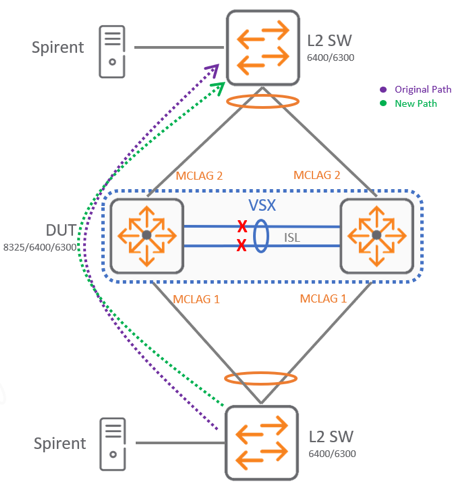 Spirent
L2 SW
6400/6300
Original Path
New Path
MCLAG 2
MCLAG 2
VSX
DUT
8325/6400/6300
X
X
ISL
MCLAG 1
MCLAG 1
Spirent
L2 SW
6400/6300